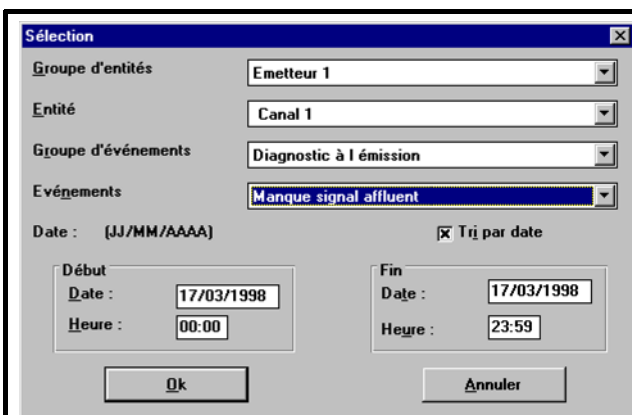 Sélection
Groupe d'entités Emetteur 1
Entité Canal 1
Groupe d'événements Diagnostic à l émission
Evénements Manque signal affluent
Date : (JJ/MM/AAAA) Tri par date
Début Fin
Date : 17/03/1998 Date : 17/03/1998
Heure : 00:00 Heure : 23:59
Ok Annuler